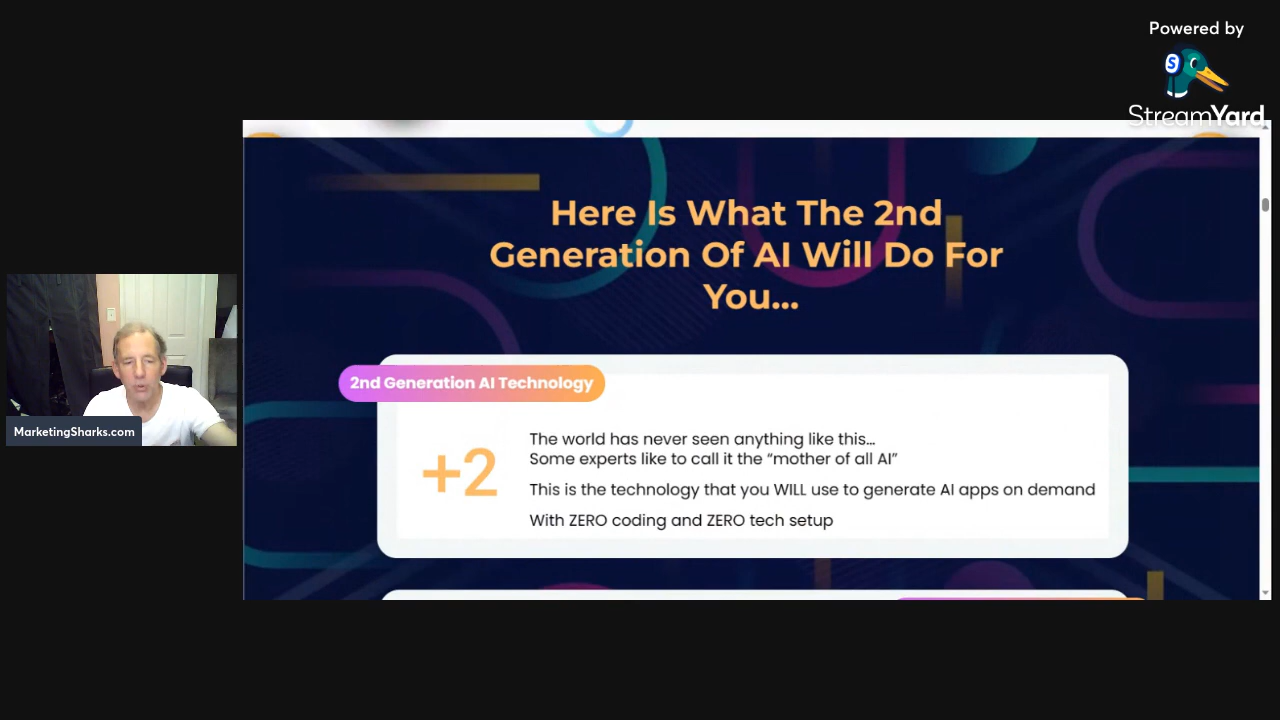 Powered by
S
StreamYard
Here Is What The 2nd
Generation Of AI Will Do For
You...
2nd Generation AI Technology
+2
The world has never seen anything like this...
Some experts like to call it the “mother of all AI”
This is the technology that you WILL use to generate AI apps on demand
With ZERO coding and ZERO tech setup
MarketingSharks.com